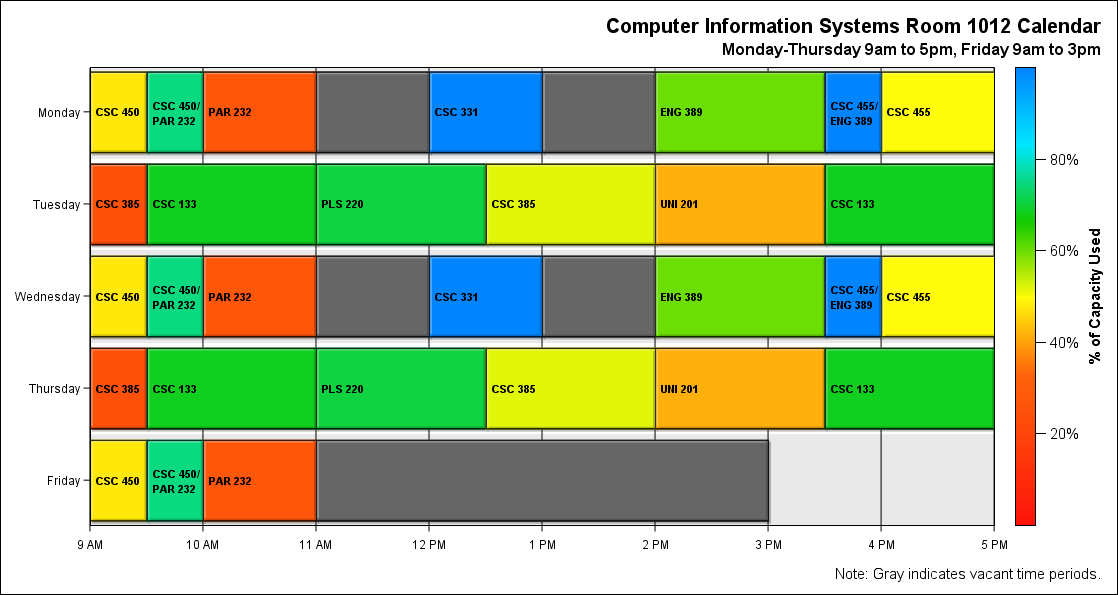 Computer Information Systems Room 1012 Calendar
Monday-Thursday 9am to 5pm, Friday 9am to 3pm
Monday
CSC 450
CSC 450/
PAR 232
PAR 232
CSC 331
ENG 389
CSC 455/
ENG 389
CSC 455
Tuesday
CSC 385
CSC 133
PLS 220
CSC 385
UNI 201
CSC 133
Wednesday
CSC 450
CSC 450/
PAR 232
PAR 232
CSC 331
ENG 389
CSC 455/
ENG 389
CSC 455
Thursday
CSC 385
CSC 133
PLS 220
CSC 385
UNI 201
CSC 133
Friday
CSC 450
CSC 450/
PAR 232
PAR 232
9 AM
10 AM
11 AM
12 PM
1 PM
2 PM
3 PM
4 PM
5 PM
80%
60%
40%
20%
% of Capacity Used
Note: Gray indicates vacant time periods.